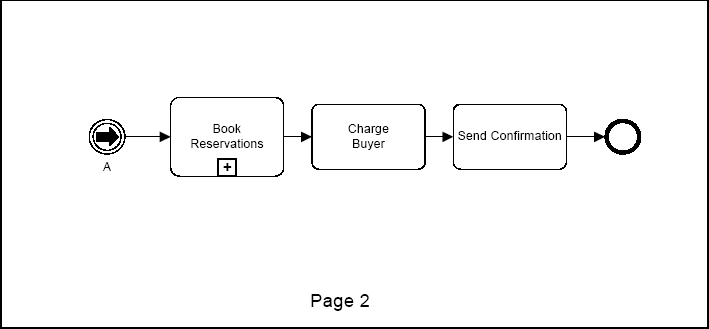 Book
Reservations
+
Charge
Buyer
Send Confirmation
A
Page 2